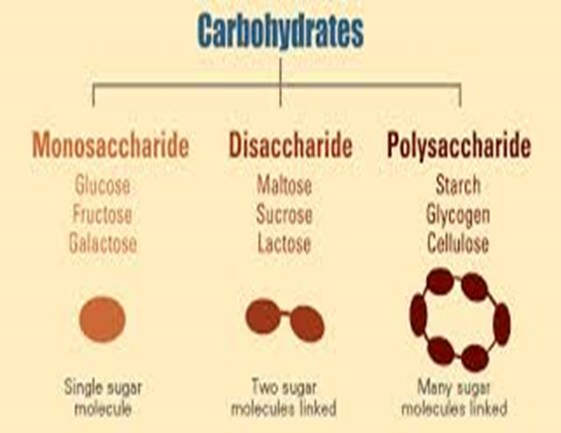 Carbohydrates
Monosaccharide
Glucose
Fructose
Galactose
Single sugar
molecule
Disaccharide
Maltose
Sucrose
Lactose
Two sugar
molecules linked
Polysaccharide
Starch
Glycogen
Cellulose
Many sugar
molecules linked